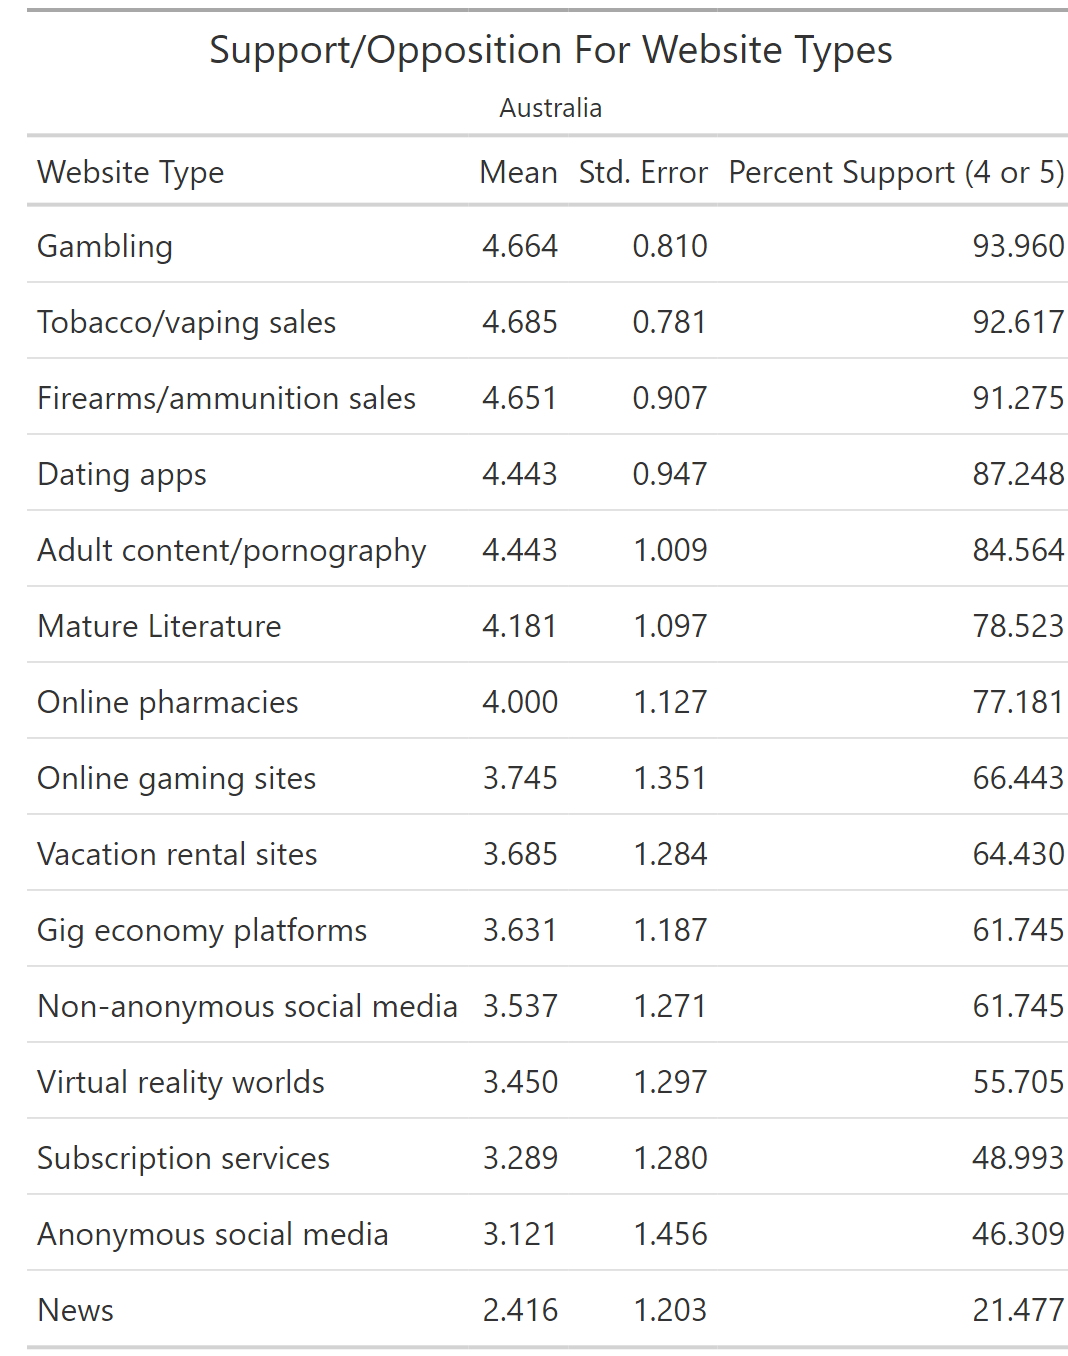 Support/Opposition For Website Types
Australia
Website Type Mean Std. Error Percent Support (4 or 5)
Gambling 4.664 0.810 93.960
Tobacco/vaping sales 4.685 0.781 92.617
Firearms/ammunition sales 4.651 0.907 91.275
Dating apps 4.443 0.947 87.248
Adult content/pornography 4.443 1.009 84.564
Mature Literature 4.181 1.097 78.523
Online pharmacies 4.000 1.127 77.181
Online gaming sites 3.745 1.351 66.443
Vacation rental sites 3.685 1.284 64.430
Gig economy platforms 3.631 1.187 61.745
Non-anonymous social media 3.537 1.271 61.745
Virtual reality worlds 3.450 1.297 55.705
Subscription services 3.289 1.280 48.993
Anonymous social media 3.121 1.456 46.309
News 2.416 1.203 21.477